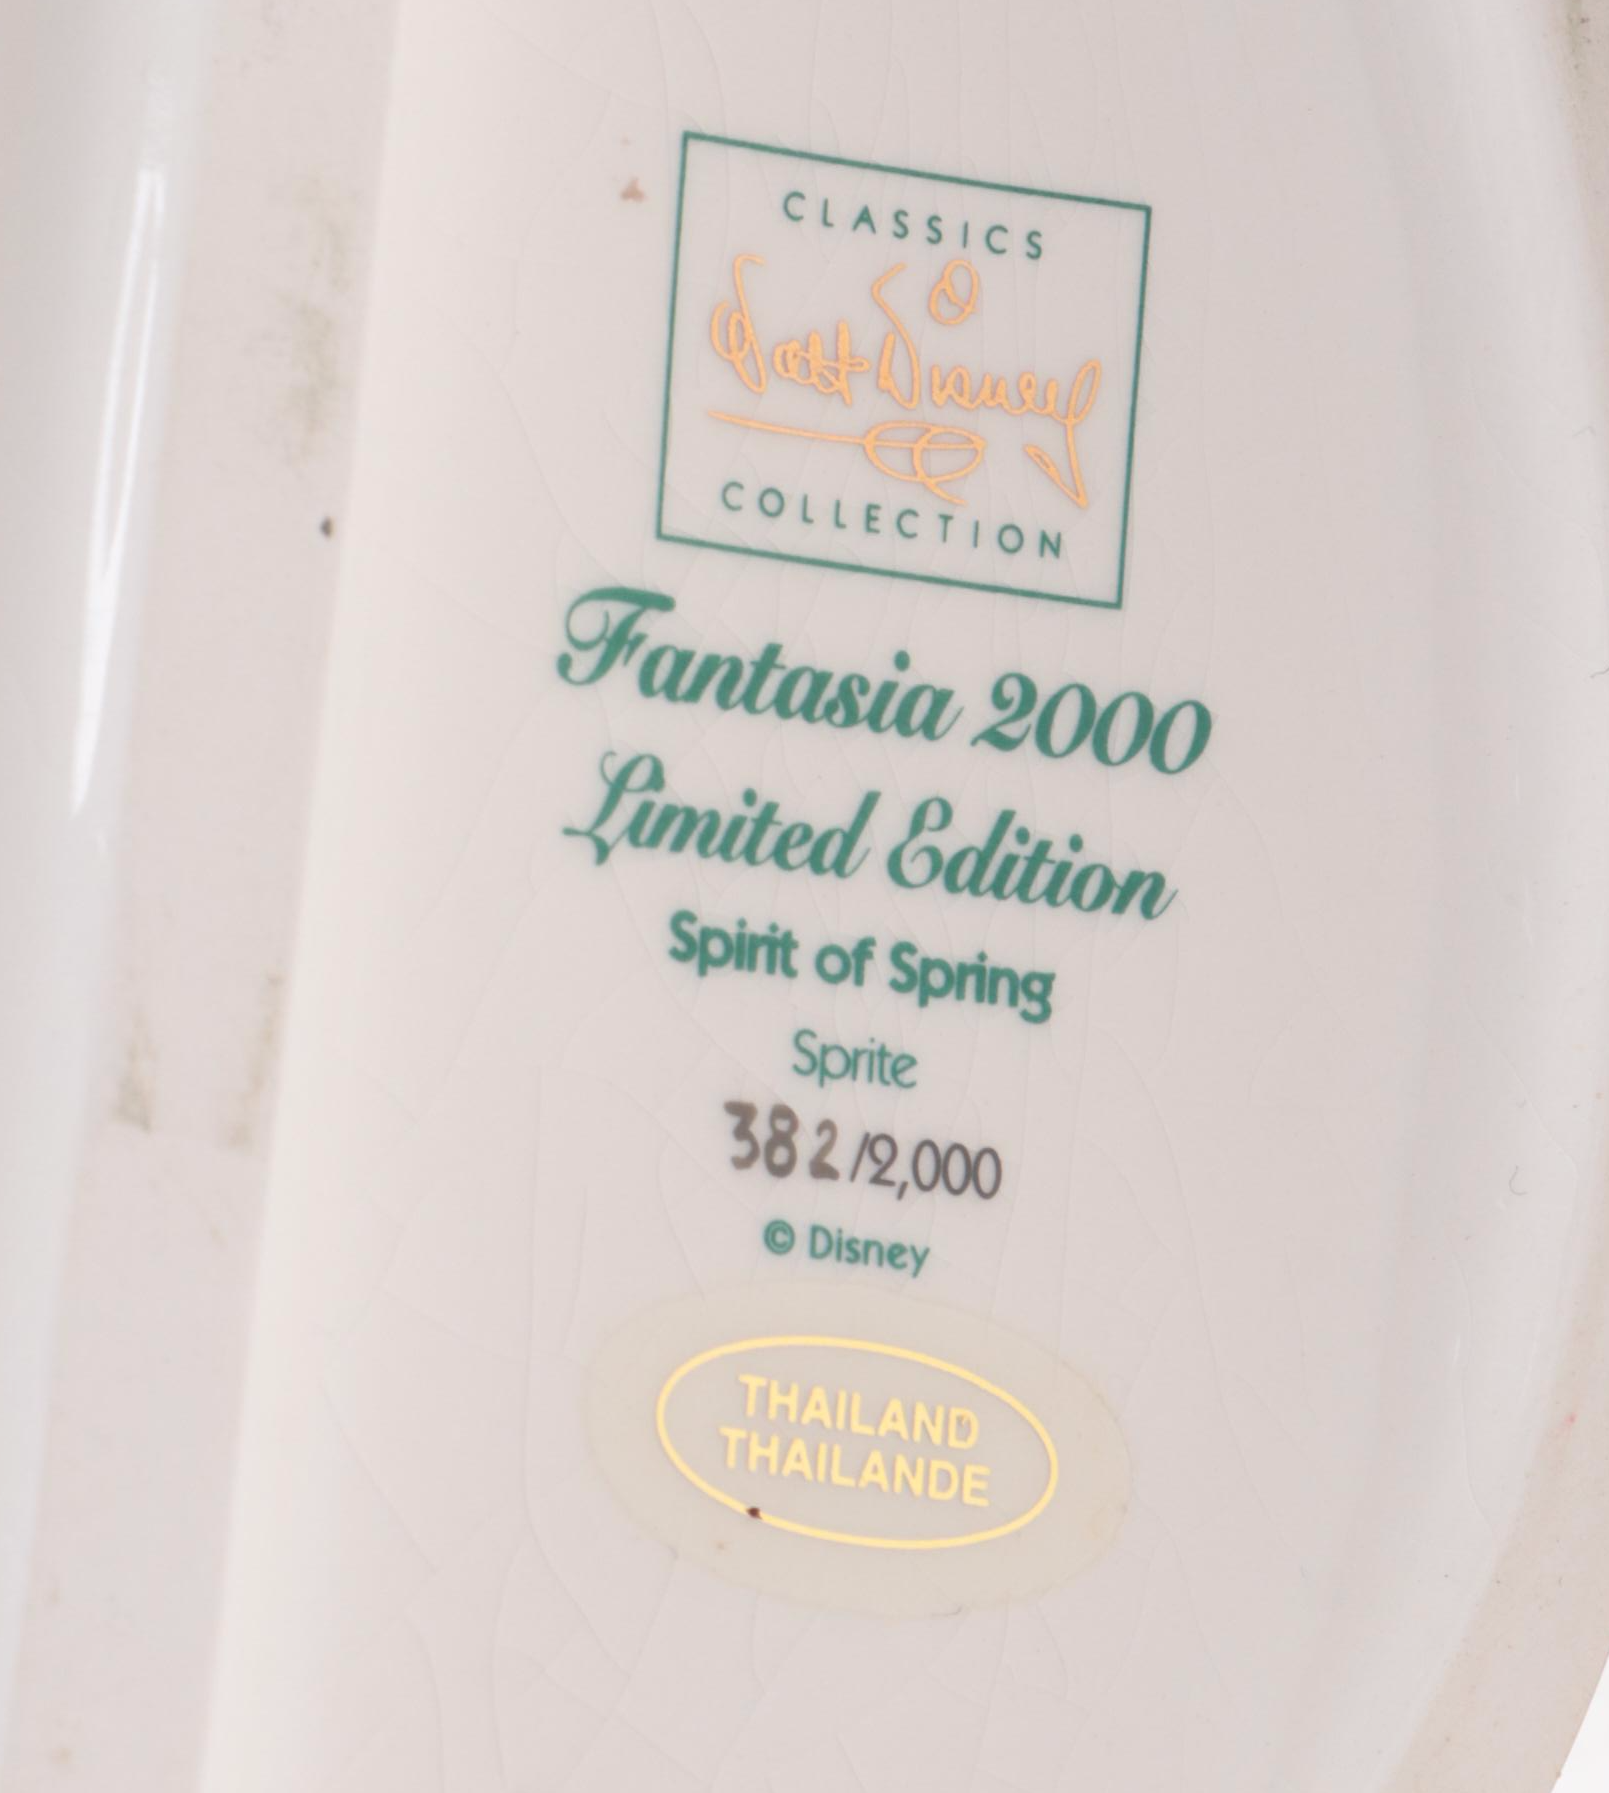 CLASSICS
Walt Disney
COLLECTION
Fantasia 2000
Limited Edition
Spirit of Spring
Sprite
382/2,000
© Disney
THAILAND
THAILANDE